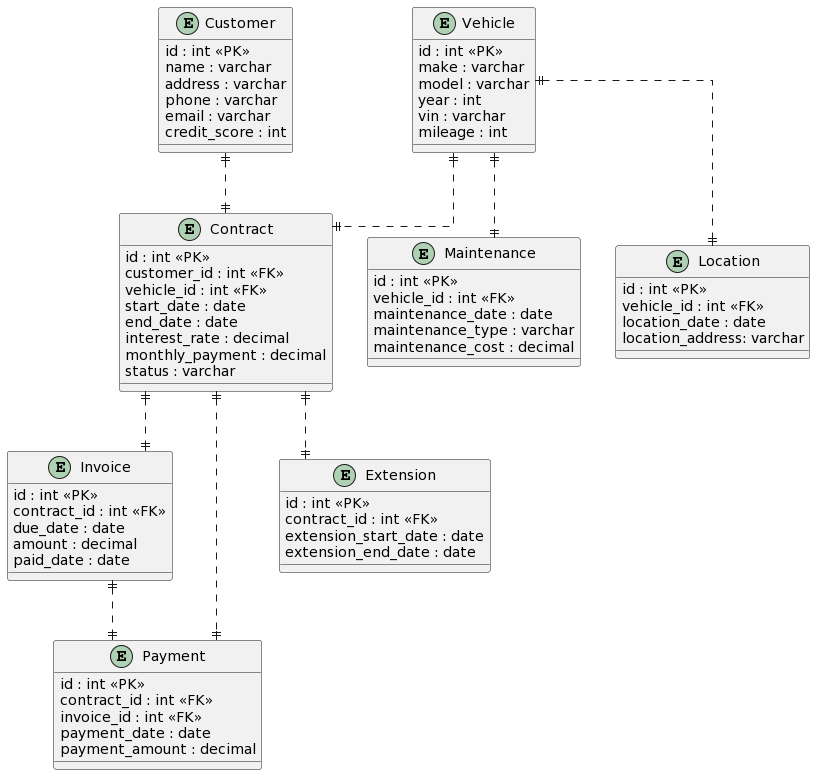 E Customer
id : int «PK»
name : varchar
address : varchar
phone : varchar
email : varchar
credit_score : int
E Vehicle
id : int «PK»
make : varchar
model : varchar
year : int
vin : varchar
mileage : int
E Contract
id : int «PK»
customer_id : int «FK»
vehicle_id : int «FK»
start_date : date
end_date : date
interest_rate : decimal
monthly_payment : decimal
status : varchar
E Maintenance
id : int «PK»
vehicle_id : int «FK»
maintenance_date : date
maintenance_type : varchar
maintenance_cost : decimal
E Location
id : int «PK»
vehicle_id : int «FK»
location_date : date
location_address: varchar
E Invoice
id : int «PK»
contract_id : int «FK»
due_date : date
amount : decimal
paid_date : date
E Extension
id : int «PK»
contract_id : int «FK»
extension_start_date : date
extension_end_date : date
E Payment
id : int «PK»
contract_id : int «FK»
invoice_id : int «FK»
payment_date : date
payment_amount : decimal